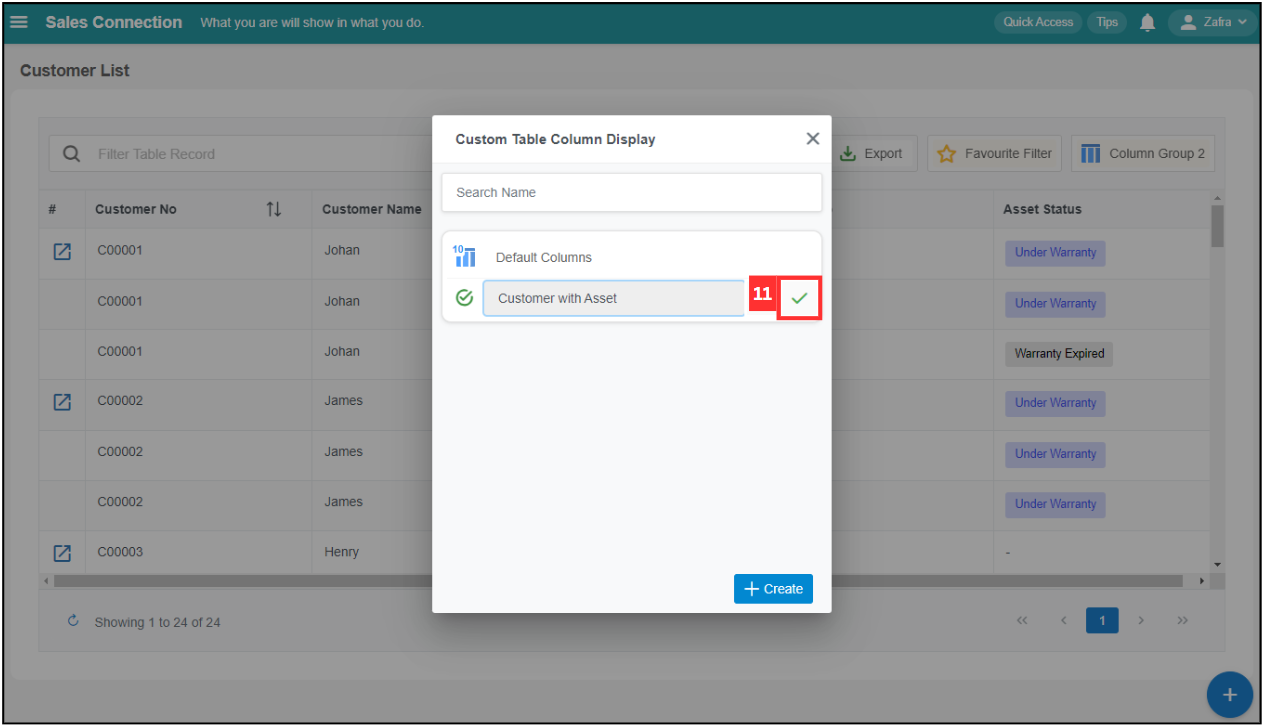 Sales Connection What you are will show in what you do. Quick Access Tips Zafra
Customer List
Custom Table Column Display
Filter Table Record Export Favourite Filter Column Group 2
Search Name
# Customer No Customer Name Asset Status
C00001 Johan Under Warranty
10 Default Columns
Customer with Asset 11
C00001 Johan Under Warranty
C00001 Johan Warranty Expired
C00002 James Under Warranty
C00002 James Under Warranty
C00002 James Under Warranty
C00003 Henry -
+ Create
Showing 1 to 24 of 24 << < 1 > >>
+